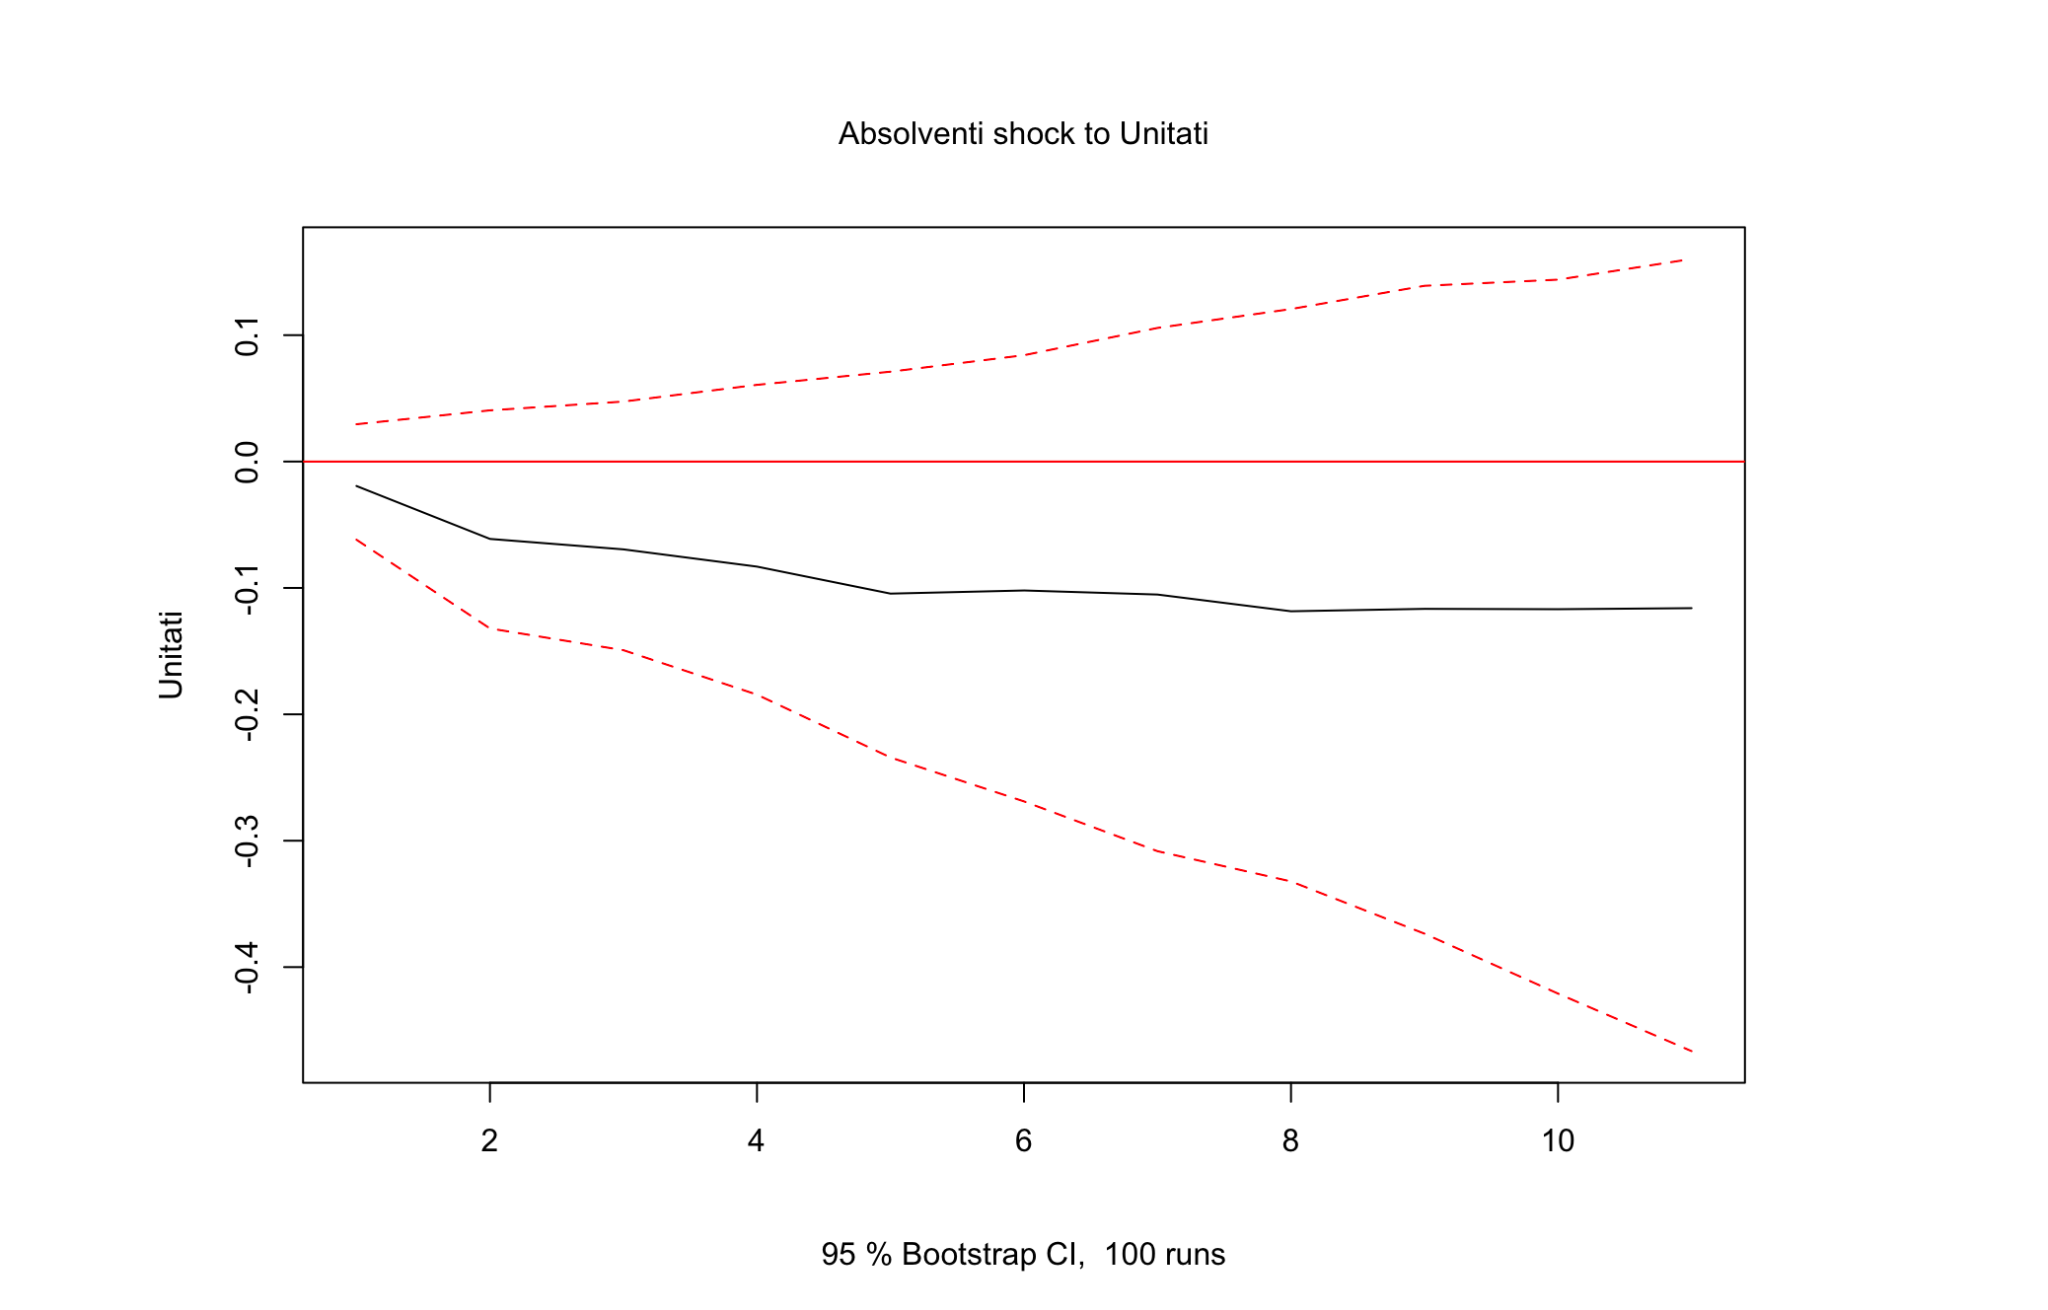 Absolventi shock to Unitati
0.1
0.0
-0.1
-0.2
-0.3
-0.4
Unitati
2 4 6 8 10
95 % Bootstrap CI,  100 runs